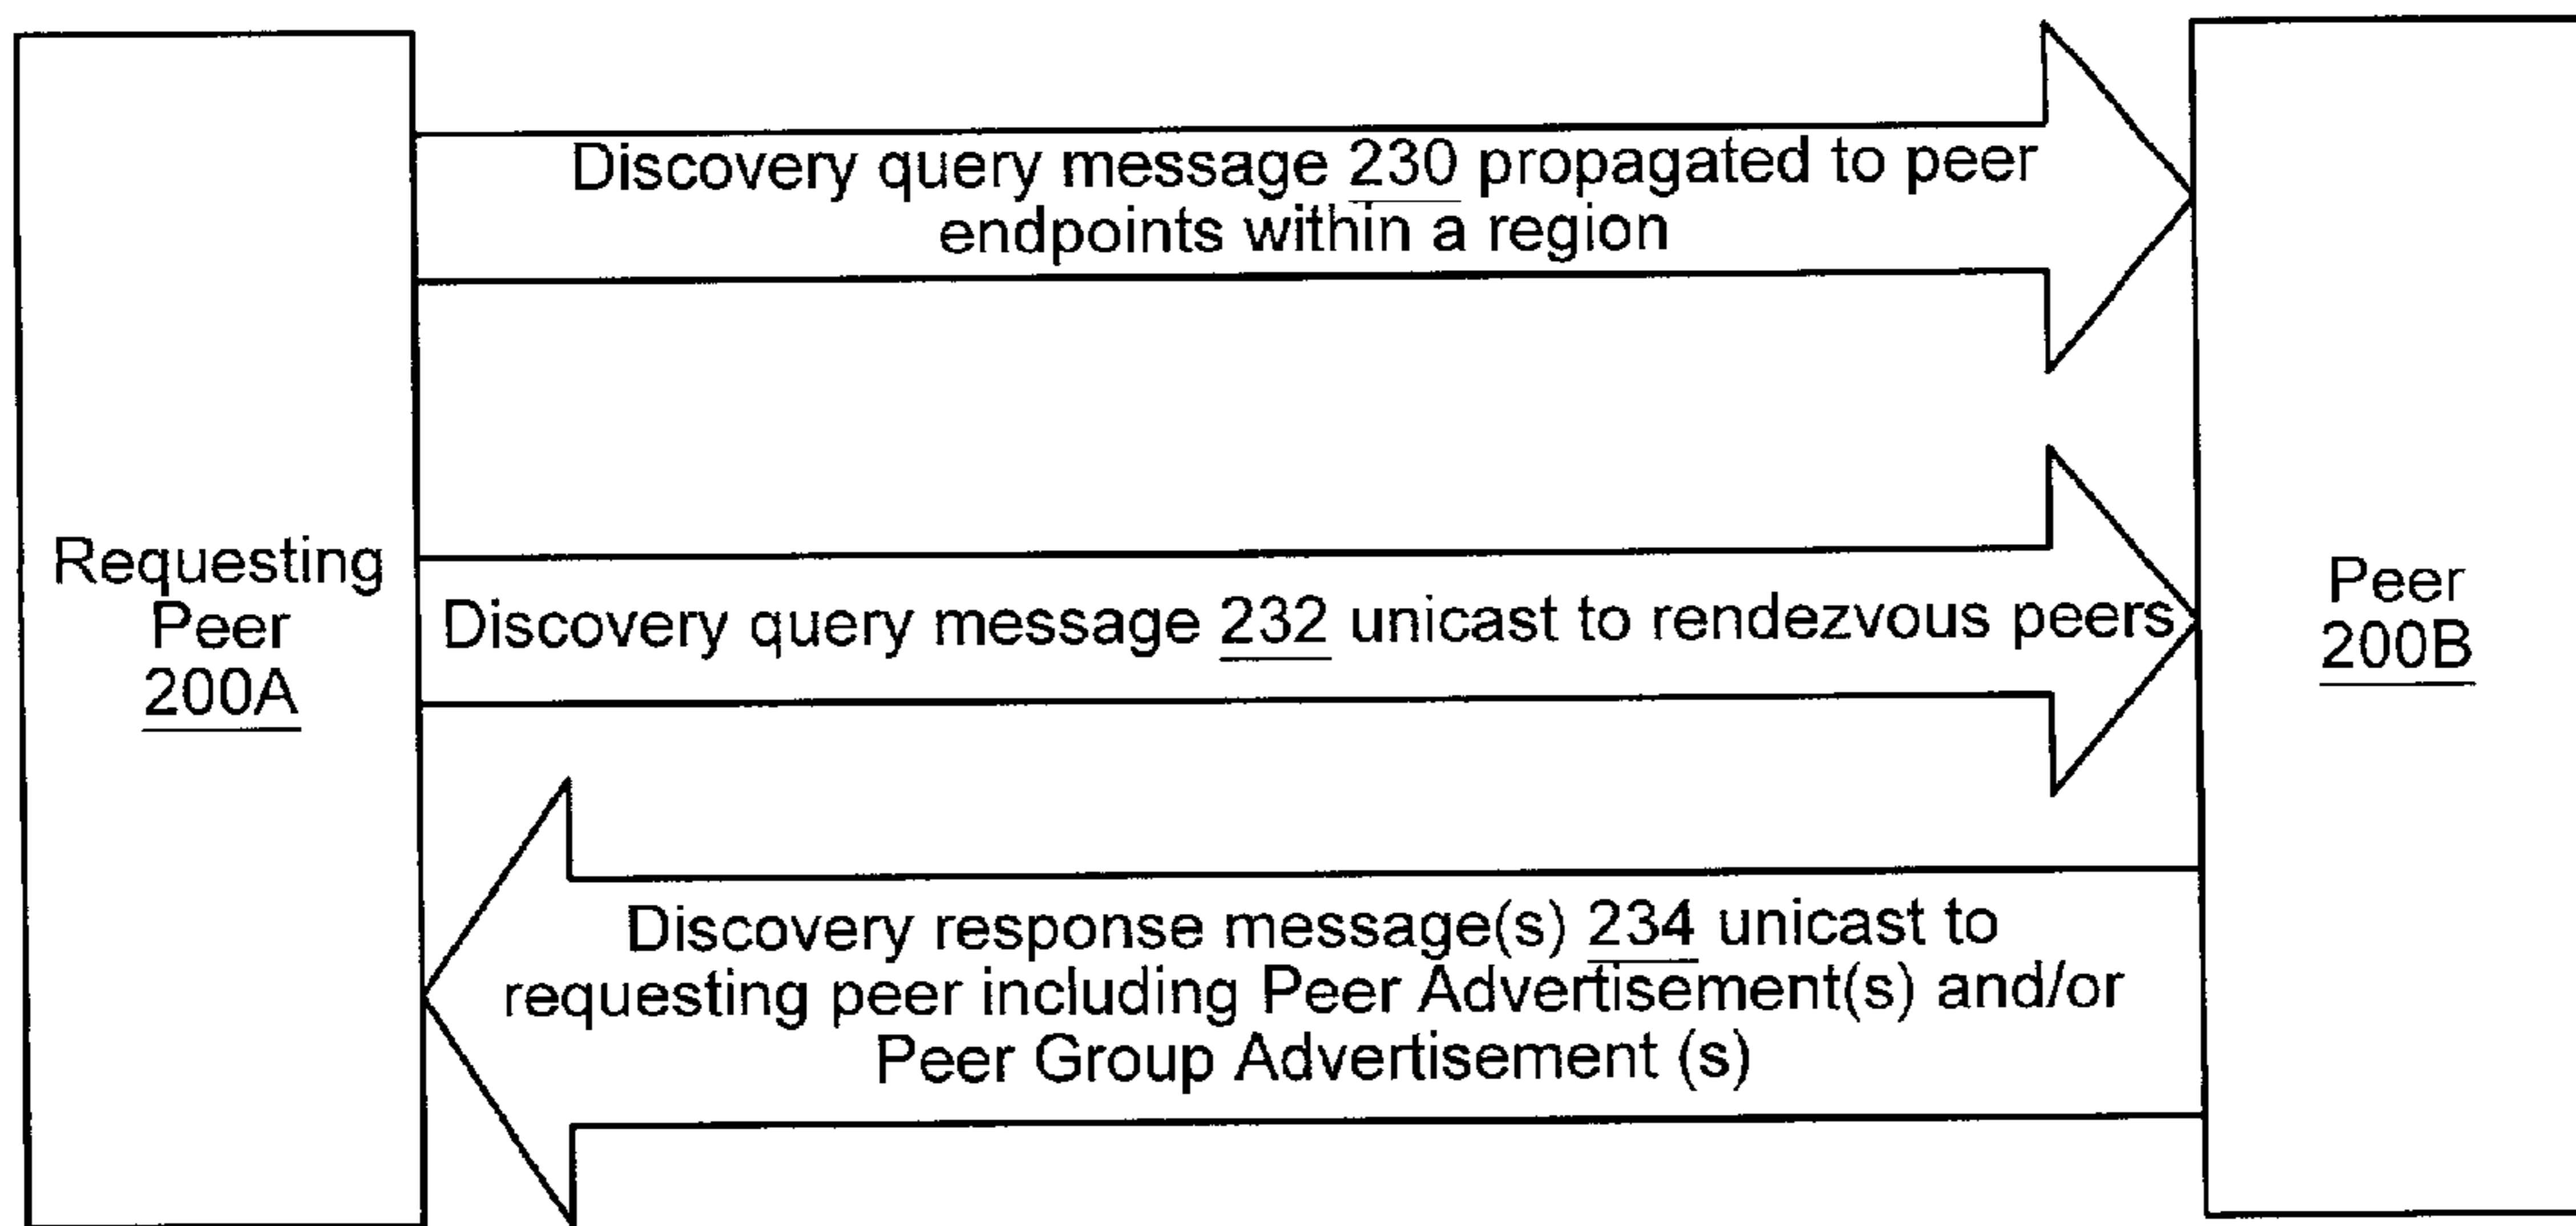 Discovery query message 230 propagated to peer
endpoints within a region
Requesting
Peer
200A
Discovery query message 232 unicast to rendezvous peers
Peer
200B
Discovery response message(s) 234 unicast to
requesting peer including Peer Advertisement(s) and/or
Peer Group Advertisement (s)